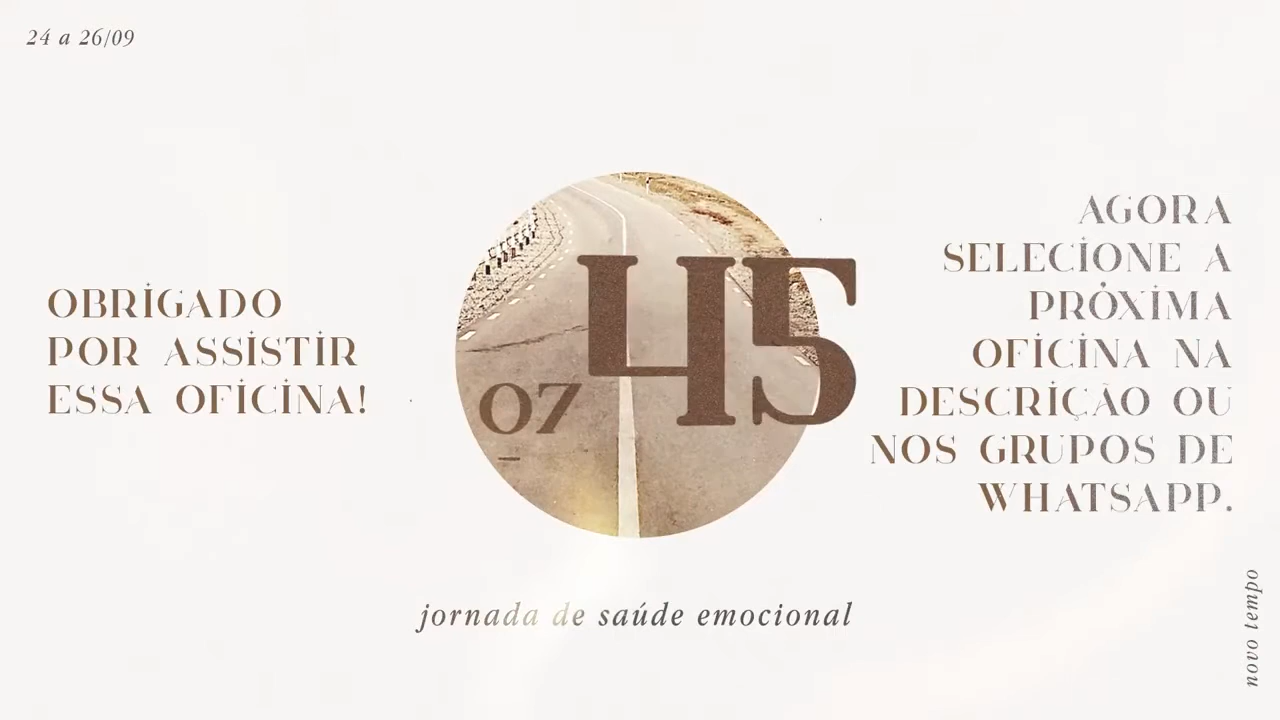 24 a 26/09
OBRIGADO
POR ASSISTIR
ESSA OFICINA!
07
45
AGORA
SELECIONE A
PRÓXIMA
OFICINA NA
DESCRIÇÃO OU
NOS GRUPOS DE
WHATSAPP.
jornada de saúde emocional
novo tempo